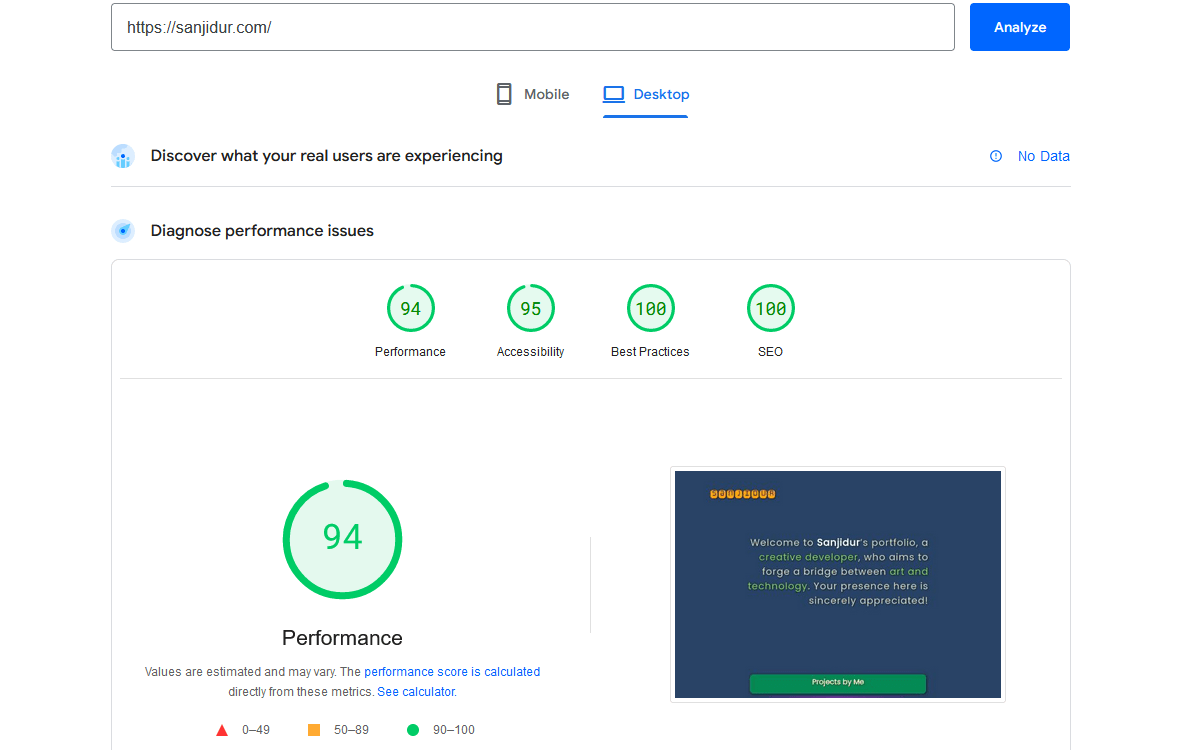 https://sanjidur.com/
Analyze
Mobile
Desktop
Discover what your real users are experiencing
No Data
Diagnose performance issues
94
95
100
100
Performance
Accessibility
Best Practices
SEO
94
Performance
Values are estimated and may vary. The performance score is calculated
directly from these metrics. See calculator.
0–49
50–89
90–100
SANJIDUR
Welcome to Sanjidur's portfolio, a
creative developer, who aims to
forge a bridge between art and
technology. Your presence here is
sincerely appreciated!
Projects by Me